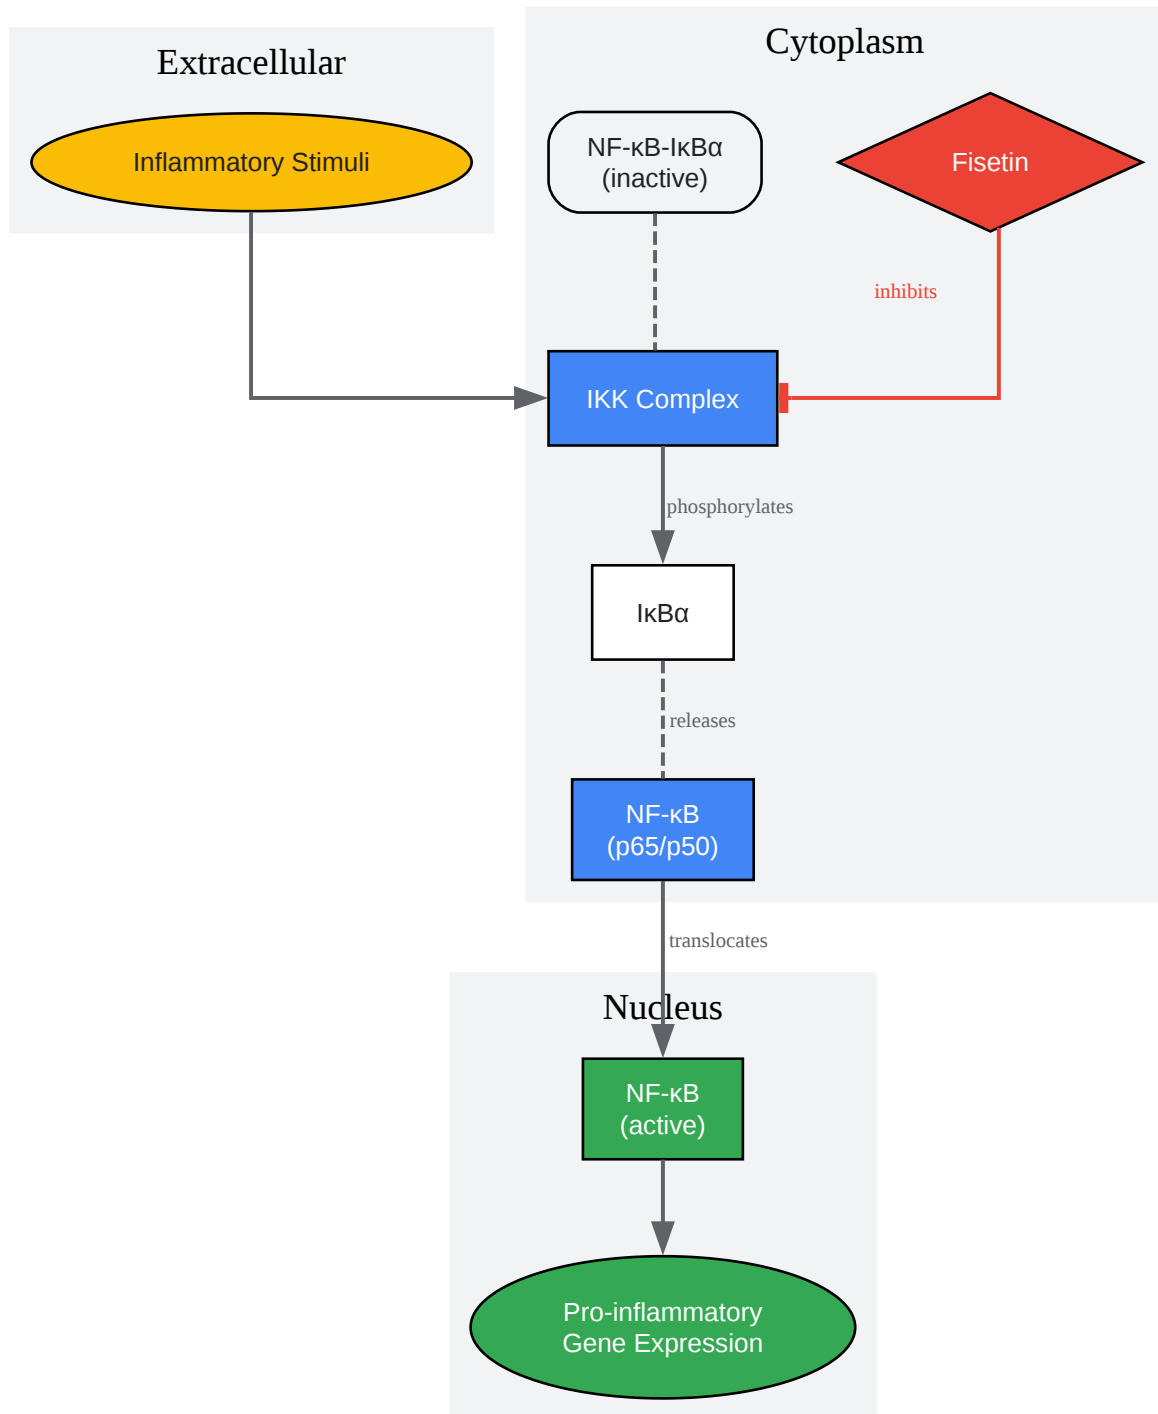 Extracellular
Cytoplasm
Inflammatory Stimuli
NF-κB-IκBα
(inactive)
Fisetin
inhibits
IKK Complex
phosphorylates
IκBα
releases
NF-κB
(p65/p50)
translocates
Nucleus
NF-κB
(active)
Pro-inflammatory
Gene Expression